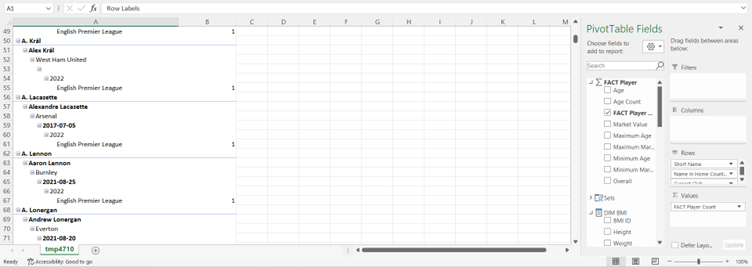 A1
fx
Row Labels
A B C D E F G H I J K L M
49 English Premier League 1
50 A. Král
51 Alex Král
52 West Ham United
53
54 2022
55 English Premier League 1
56 A. Lacazette
57 Alexandre Lacazette
58 Arsenal
59 2017-07-05
60 2022
61 English Premier League 1
62 A. Lennon
63 Aaron Lennon
64 Burnley
65 2021-08-25
66 2022
67 English Premier League 1
68 A. Lonergan
69 Andrew Lonergan
70 Everton
71 2021-08-20
tmp4710
Ready
Accessibility: Good to go
PivotTable Fields
Choose fields to
add to report:
Search
FACT Player
Age
Age Count
FACT Player ...
Market Value
Maximum Age
Maximum Mar...
Minimum Age
Minimum Mar...
Overall
Sets
DIM BMI
BMI ID
Height
Weight
Drag fields between areas
below:
Filters
Columns
Rows
Short Name
Name in Home Count...
Values
FACT Player Count
Defer Layo...
Update
100%